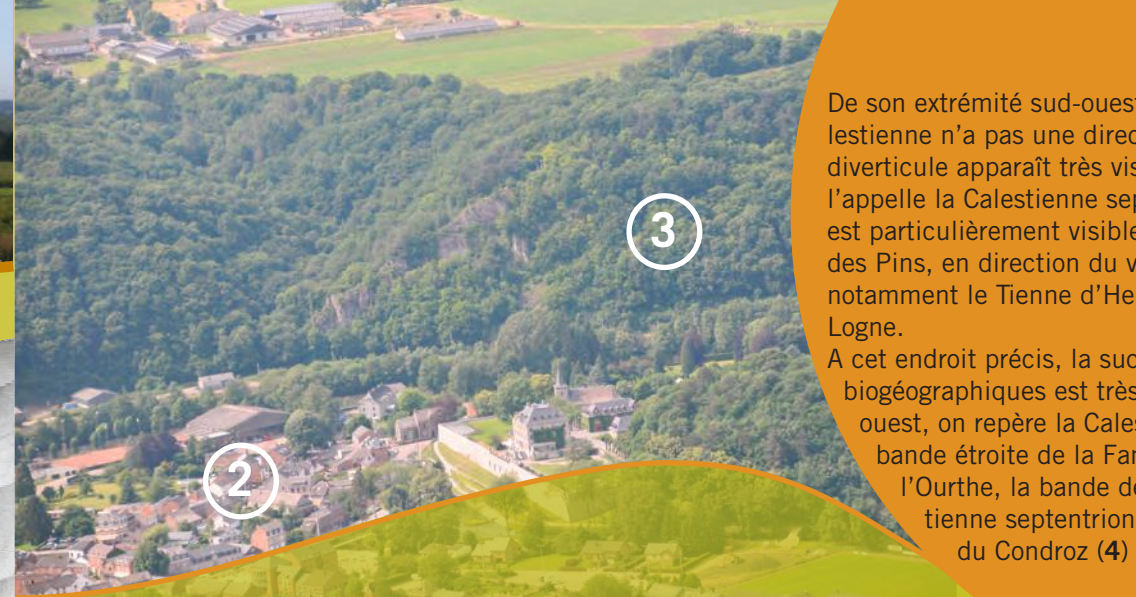 3
2
De son extrémité sud-ouest
lestienne n'a pas une direc
diverticule apparaît très vis
l'appelle la Calestienne sep
est particulièrement visible
des Pins, en direction du v
notamment le Tienne d'He
Logne.
A cet endroit précis, la suc
biogéographiques est très
ouest, on repère la Cales
bande étroite de la Fa
l'Ourthe, la bande de
tienne septentrion
du Condroz (4)